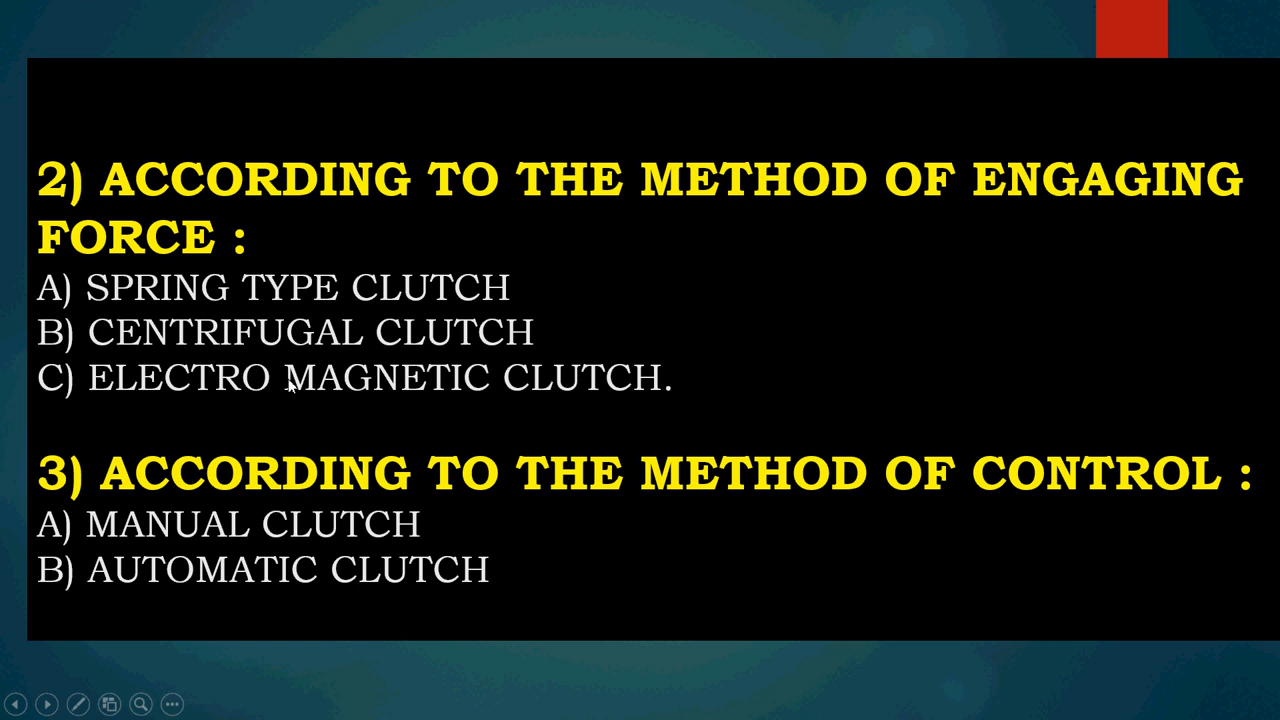 2) ACCORDING TO THE METHOD OF ENGAGING
FORCE :
A) SPRING TYPE CLUTCH
B) CENTRIFUGAL CLUTCH
C) ELECTRO MAGNETIC CLUTCH.
3) ACCORDING TO THE METHOD OF CONTROL :
A) MANUAL CLUTCH
B) AUTOMATIC CLUTCH